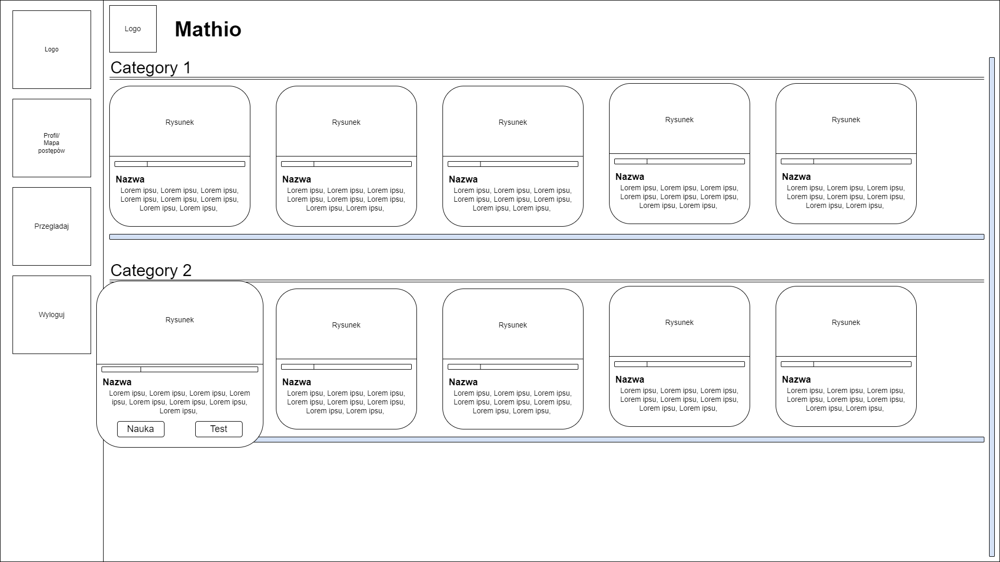 Logo
Profil/
Mapa
postępów
Przegladaj
Wyloguj
Logo
Mathio
Category 1
Rysunek
Nazwa
Lorem ipsu, Lorem ipsu, Lorem ipsu,
Lorem ipsu, Lorem ipsu, Lorem ipsu,
Lorem ipsu, Lorem ipsu,
Rysunek
Nazwa
Lorem ipsu, Lorem ipsu, Lorem ipsu,
Lorem ipsu, Lorem ipsu, Lorem ipsu,
Lorem ipsu, Lorem ipsu,
Rysunek
Nazwa
Lorem ipsu, Lorem ipsu, Lorem ipsu,
Lorem ipsu, Lorem ipsu, Lorem ipsu,
Lorem ipsu, Lorem ipsu,
Rysunek
Nazwa
Lorem ipsu, Lorem ipsu, Lorem ipsu,
Lorem ipsu, Lorem ipsu, Lorem ipsu,
Lorem ipsu, Lorem ipsu,
Rysunek
Nazwa
Lorem ipsu, Lorem ipsu, Lorem ipsu,
Lorem ipsu, Lorem ipsu, Lorem ipsu,
Lorem ipsu, Lorem ipsu,
Category 2
Rysunek
Nazwa
Lorem ipsu, Lorem ipsu, Lorem ipsu, Lorem
ipsu, Lorem ipsu, Lorem ipsu, Lorem ipsu,
Lorem ipsu,
Nauka
Test
Rysunek
Nazwa
Lorem ipsu, Lorem ipsu, Lorem ipsu,
Lorem ipsu, Lorem ipsu, Lorem ipsu,
Lorem ipsu, Lorem ipsu,
Rysunek
Nazwa
Lorem ipsu, Lorem ipsu, Lorem ipsu,
Lorem ipsu, Lorem ipsu, Lorem ipsu,
Lorem ipsu, Lorem ipsu,
Rysunek
Nazwa
Lorem ipsu, Lorem ipsu, Lorem ipsu,
Lorem ipsu, Lorem ipsu, Lorem ipsu,
Lorem ipsu, Lorem ipsu,
Rysunek
Nazwa
Lorem ipsu, Lorem ipsu, Lorem ipsu,
Lorem ipsu, Lorem ipsu, Lorem ipsu,
Lorem ipsu, Lorem ipsu,